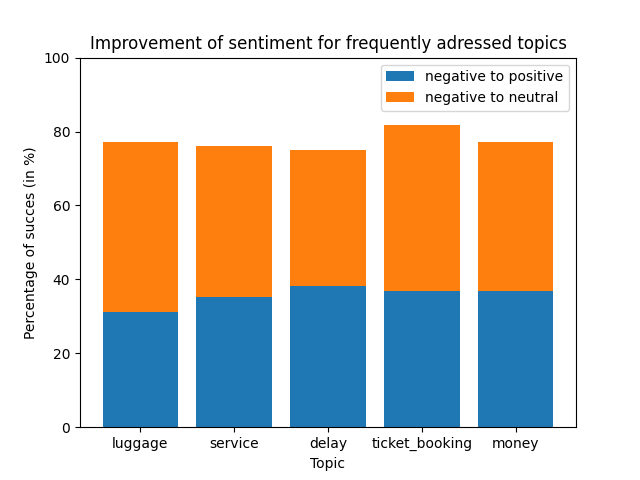 Improvement of sentiment for frequently adressed topics
negative to positive
negative to neutral
Percentage of succes (in %)
100
80
60
40
20
0
luggage service delay ticket_booking money
Topic